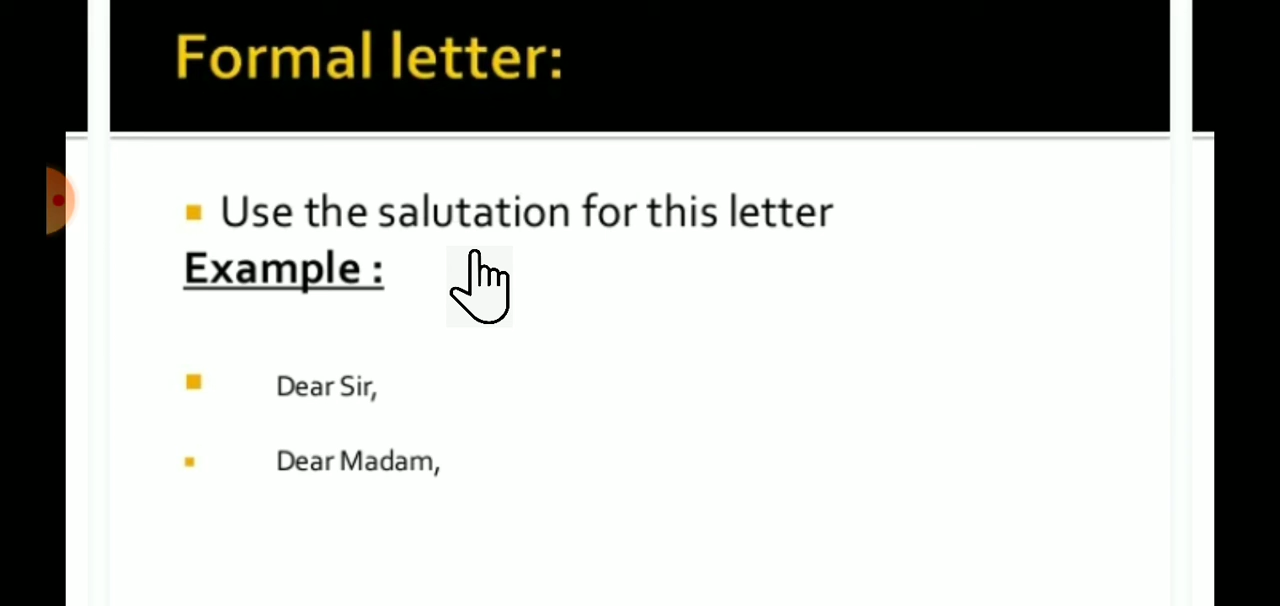 Formal letter:
Use the salutation for this letter
Example :
Dear Sir,
Dear Madam,